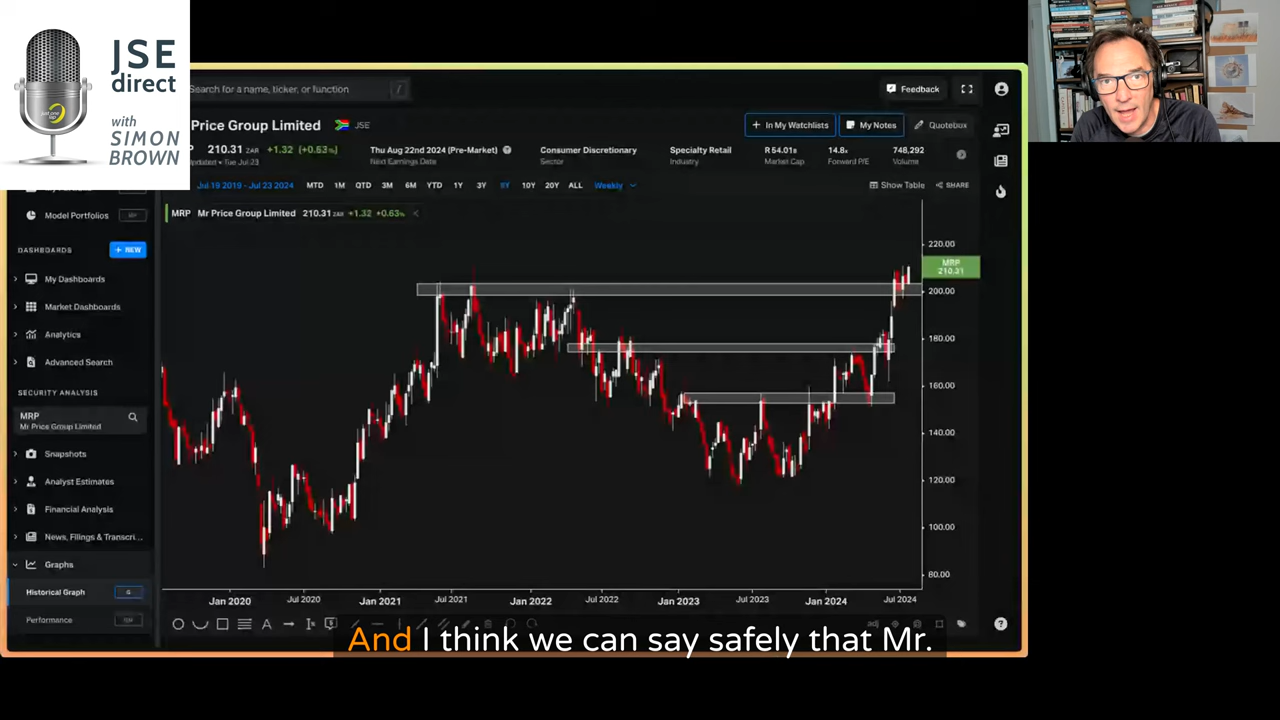 JSE
direct
with
SIMON
BROWN
Search for a name, ticker, or function
/
Feedback
Price Group Limited
JSE
In My Watchlists
My Notes
Quotebox
210.31 ZAR +1.32 (+0.63%)
Thu Aug 22nd 2024 (Pre-Market)
Next Earnings Date
Consumer Discretionary
Sector
Specialty Retail
Industry
R 54.01B
Market Cap
14.8x
Forward P/E
748,292
Volume
Tue Jul 23
Jul 19 2019 - Jul 23 2024
MTD 1M QTD 3M 6M YTD 1Y 3Y 5Y 10Y 20Y ALL
Weekly
Show Table
SHARE
MRP Mr Price Group Limited 210.31 ZAR +1.32 +0.63%
Model Portfolios
DASHBOARDS
+ NEW
My Dashboards
Market Dashboards
Analytics
Advanced Search
SECURITY ANALYSIS
MRP
Mr Price Group Limited
Snapshots
Analyst Estimates
Financial Analysis
News, Filings & Transcri...
Graphs
Historical Graph
G
Performance
220.00
MRP
210.31
200.00
180.00
160.00
140.00
120.00
100.00
80.00
Jan 2020
Jul 2020
Jan 2021
Jul 2021
Jan 2022
Jul 2022
Jan 2023
Jul 2023
Jan 2024
Jul 2024
adj
And I think we can say safely that Mr.